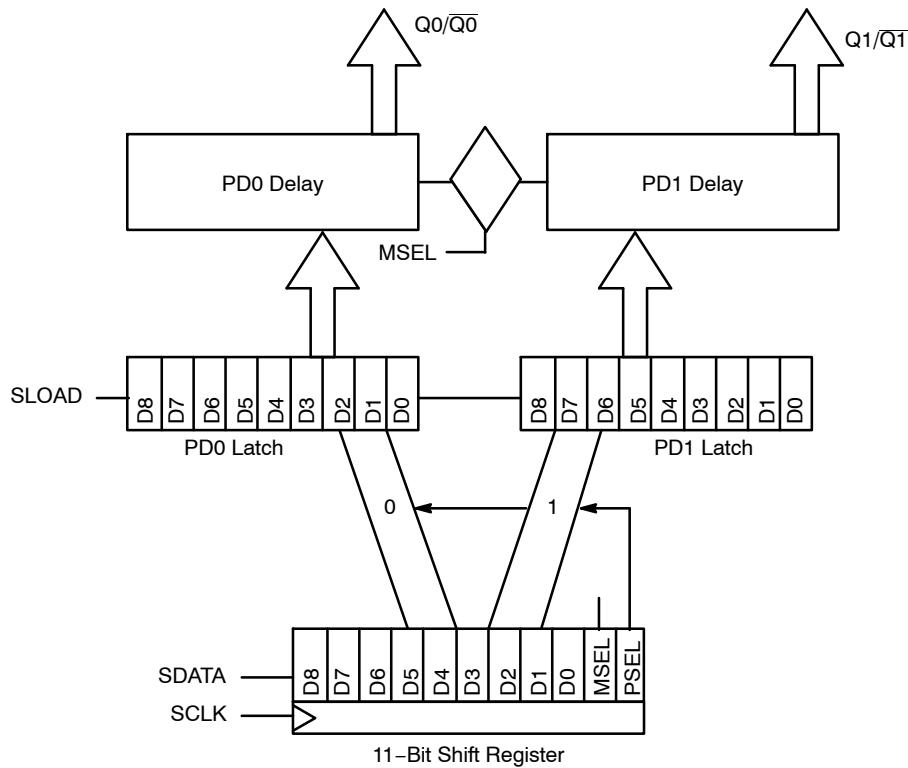 Q0/Q̅0̅
Q1/Q̅1̅
PD0 Delay
PD1 Delay
MSEL
SLOAD
D8 D7 D6 D5 D4 D3 D2 D1 D0
D8 D7 D6 D5 D4 D3 D2 D1 D0
PD0 Latch
PD1 Latch
0
1
SDATA
D8 D7 D6 D5 D4 D3 D2 D1 D0 MSEL PSEL
SCLK
11−Bit Shift Register